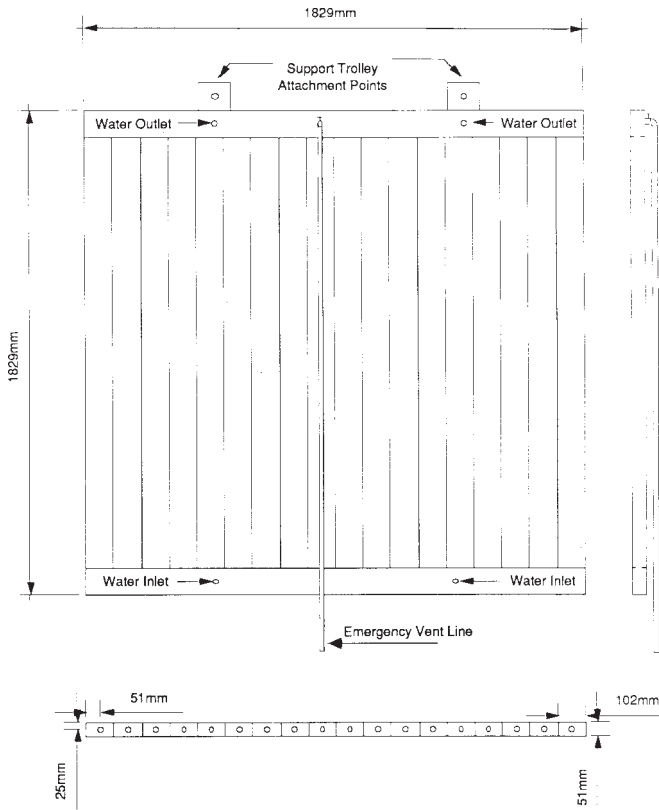 1829mm
Support Trolley
Attachment Points
Water Outlet
Water Outlet
1829mm
Water Inlet
Water Inlet
Emergency Vent Line
51mm
102mm
25mm
51mm